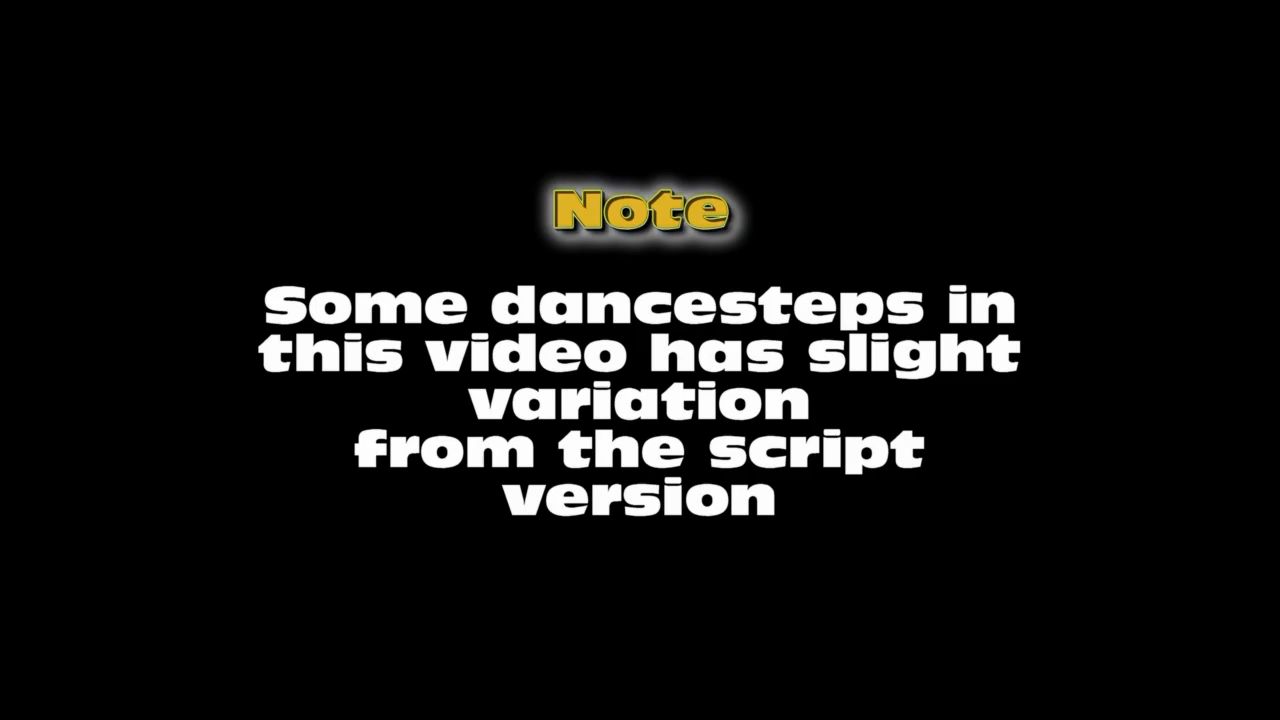 Note
Some dancesteps in
this video has slight
variation
from the script
version